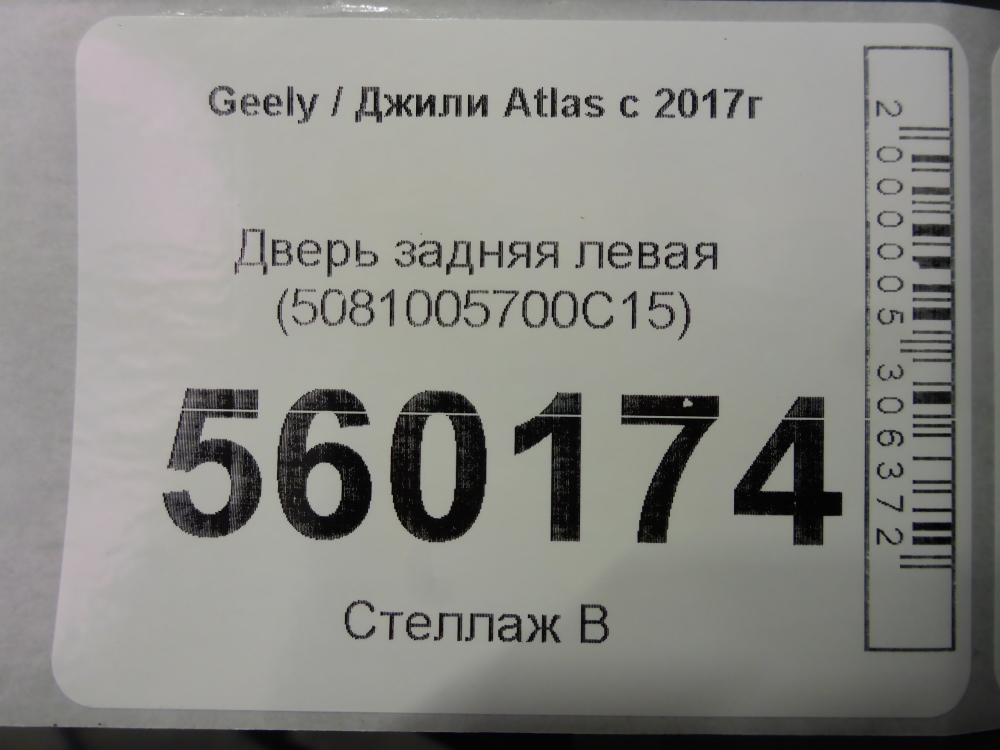 Geely / Джили Atlas с 2017г
Дверь задняя левая
(5081005700C15)
560174
Стеллаж В
2000005306372